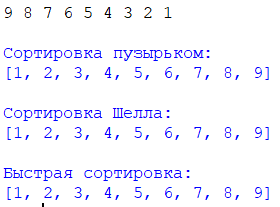 9 8 7 6 5 4 3 2 1
Сортировка пузырьком:
[1, 2, 3, 4, 5, 6, 7, 8, 9]
Сортировка Шелла:
[1, 2, 3, 4, 5, 6, 7, 8, 9]
Быстрая сортировка:
[1, 2, 3, 4, 5, 6, 7, 8, 9]